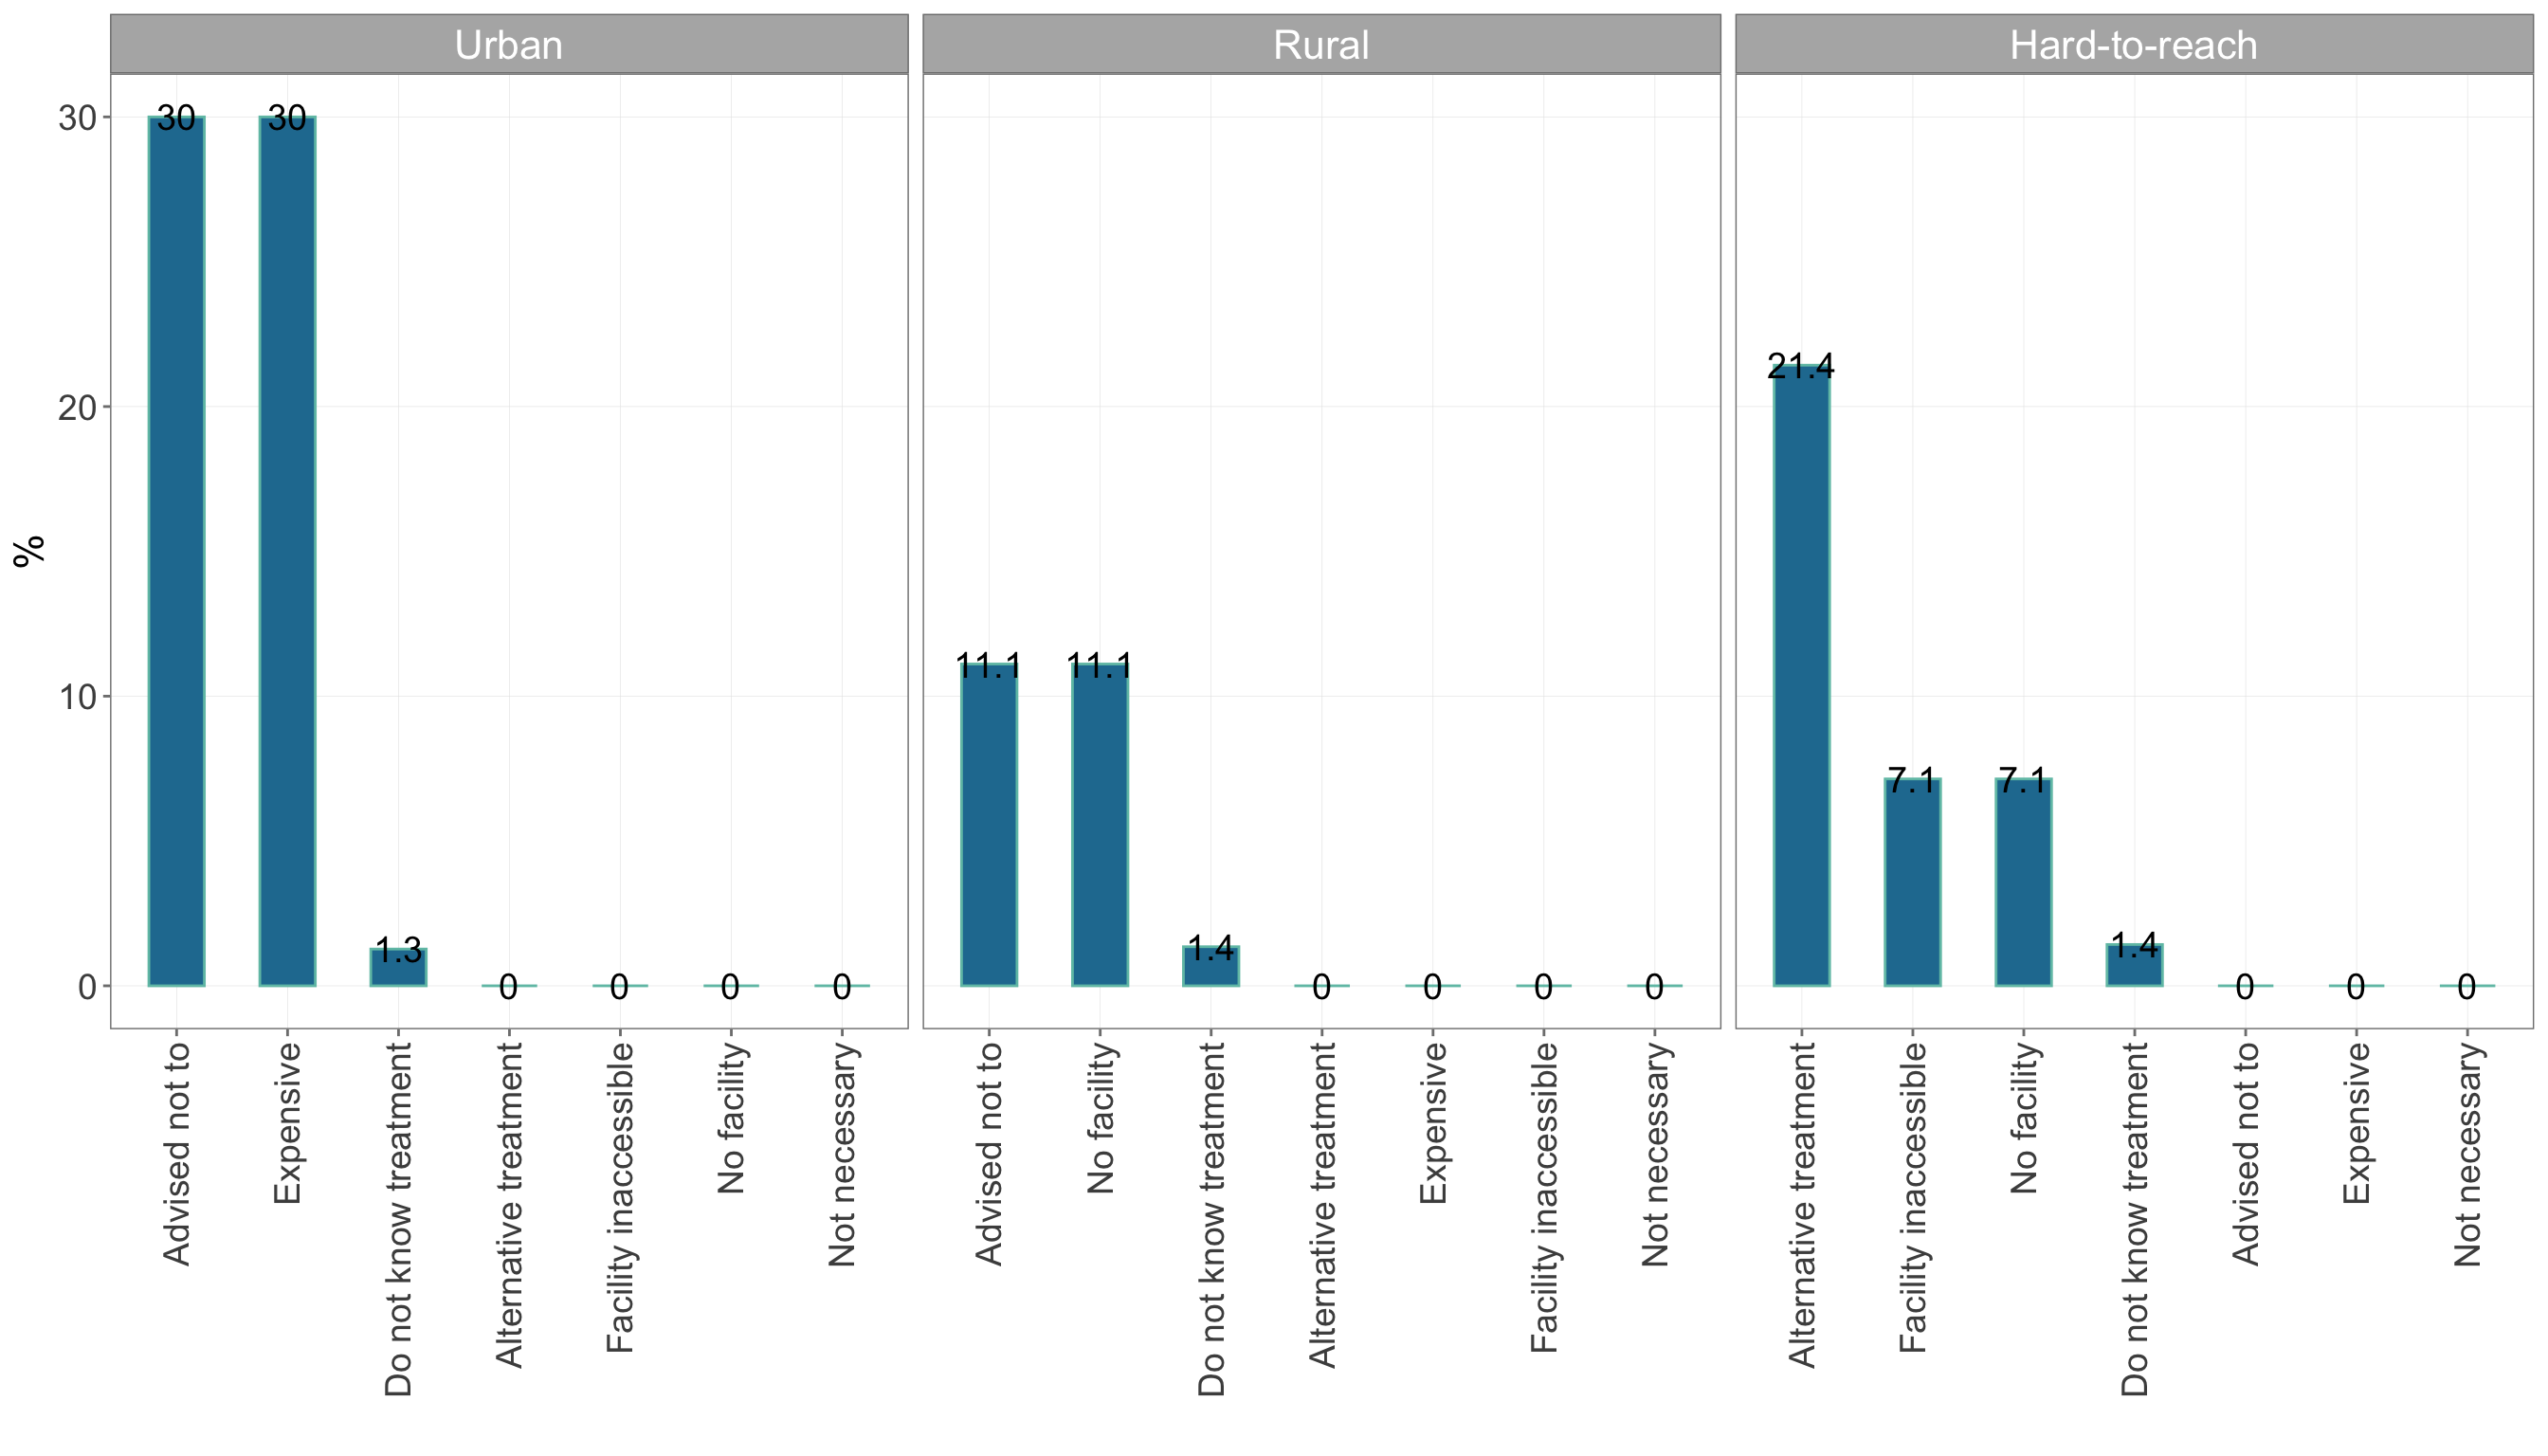 Urban
Rural
Hard-to-reach
%
30
20
10
0
30
30
1.3
0
0
0
0
11.1
11.1
1.4
0
0
0
0
21.4
7.1
7.1
1.4
0
0
0
Advised not to
Expensive
Do not know treatment
Alternative treatment
Facility inaccessible
No facility
Not necessary
Advised not to
No facility
Do not know treatment
Alternative treatment
Expensive
Facility inaccessible
Not necessary
Alternative treatment
Facility inaccessible
No facility
Do not know treatment
Advised not to
Expensive
Not necessary